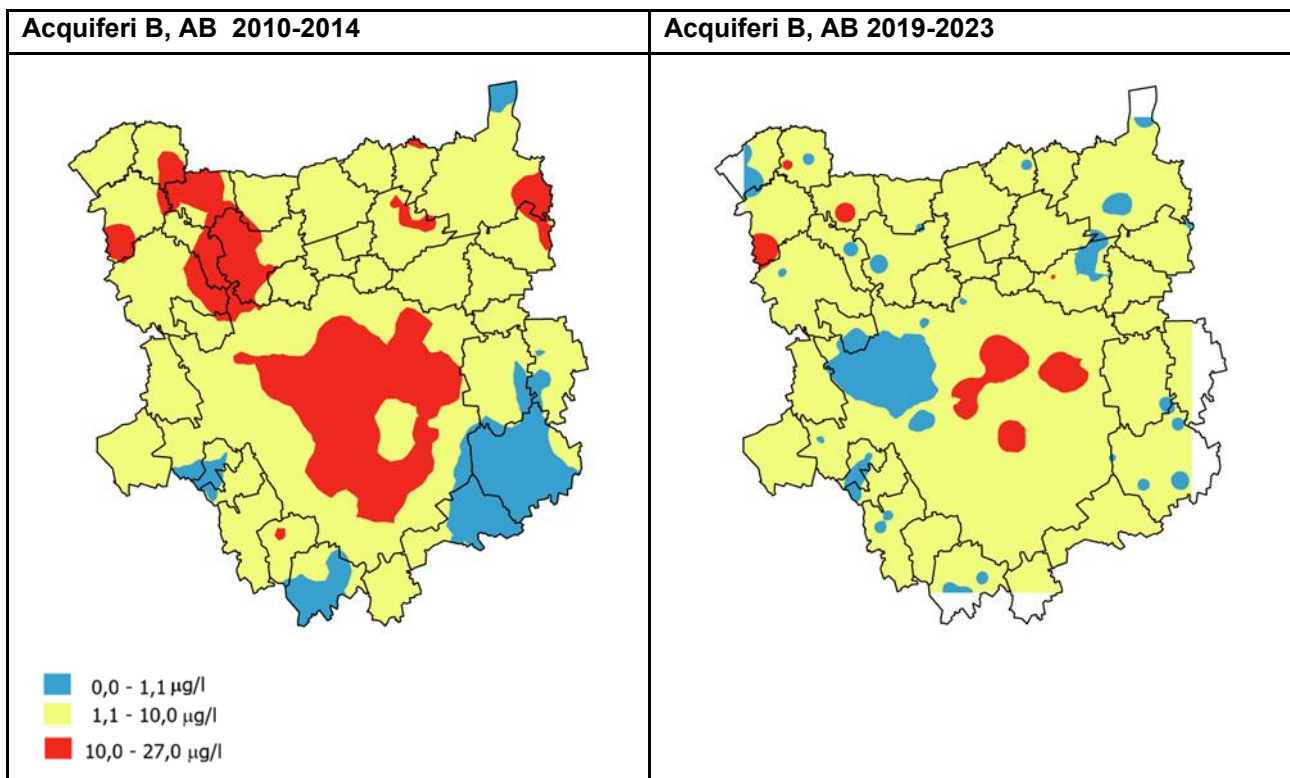 Acquiferi B, AB 2010-2014
Acquiferi B, AB 2019-2023
0,0 - 1,1 µg/l
1,1 - 10,0 µg/l
10,0 - 27,0 µg/l